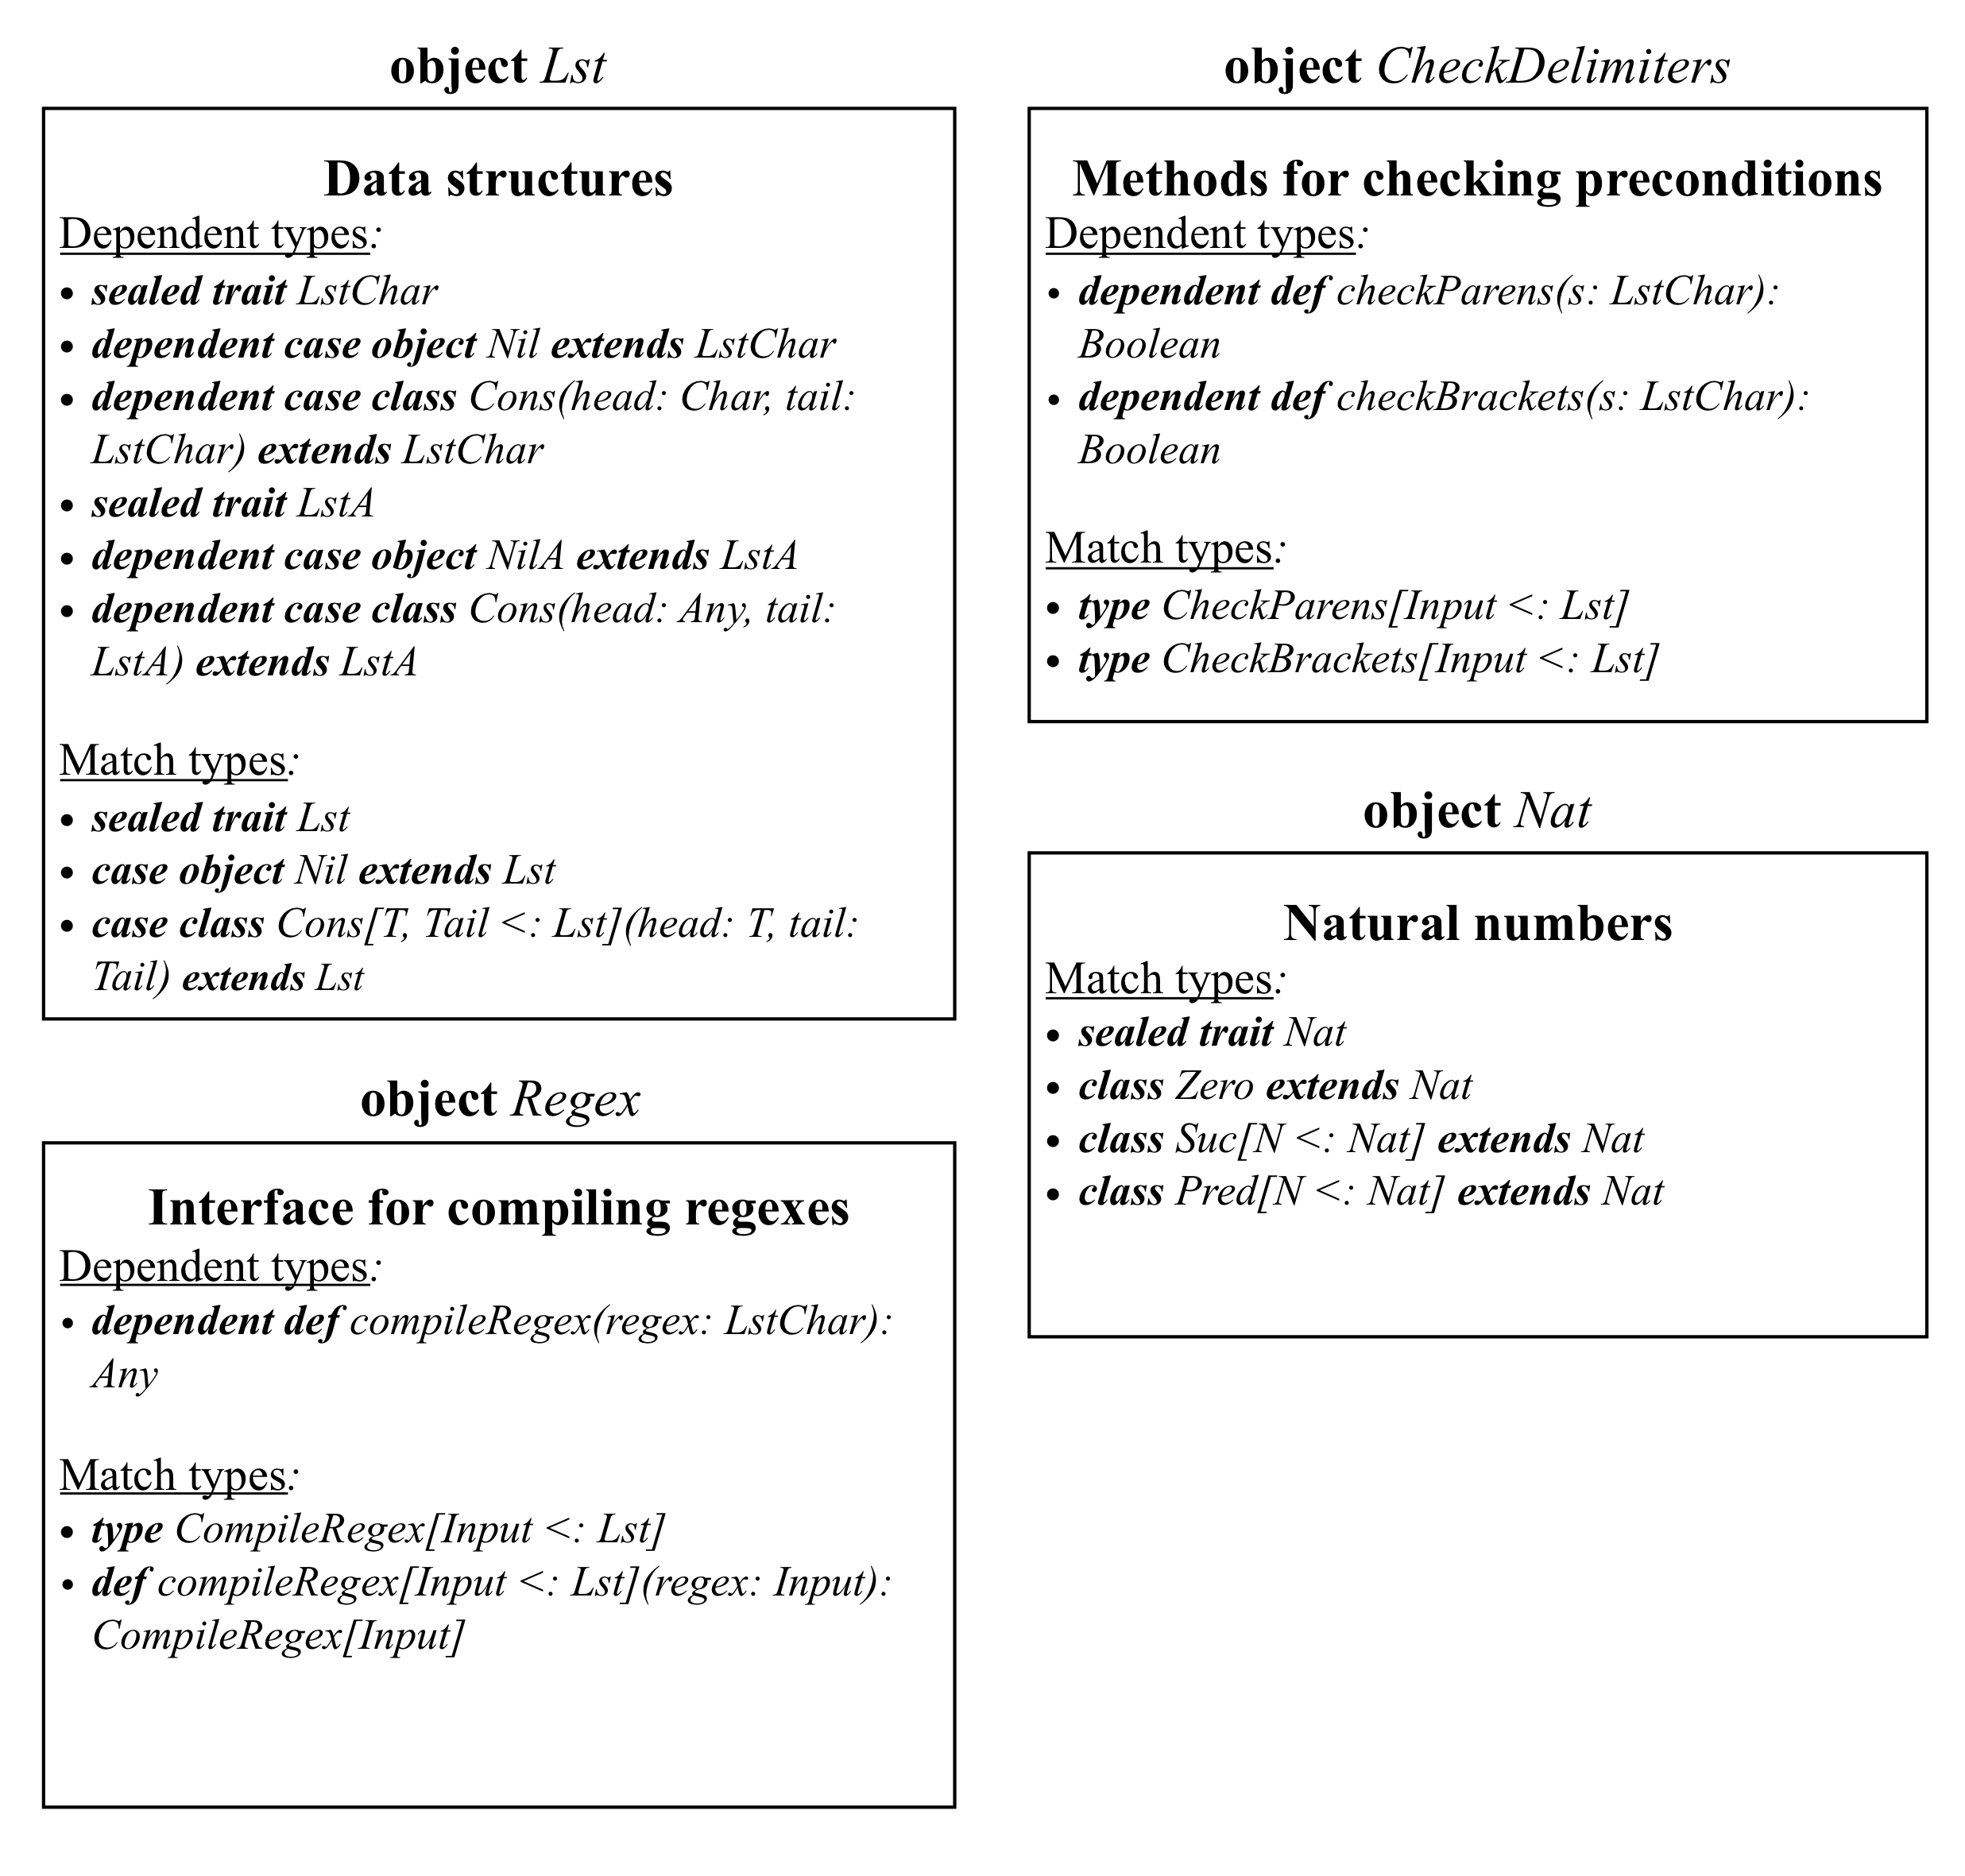 object Lst
Data structures
Dependent types:
• sealed trait LstChar
• dependent case object Nil extends LstChar
• dependent case class Cons(head: Char, tail:
LstChar) extends LstChar
• sealed trait LstA
• dependent case object NilA extends LstA
• dependent case class Cons(head: Any, tail:
LstA) extends LstA
Match types:
• sealed trait Lst
• case object Nil extends Lst
• case class Cons[T, Tail <: Lst](head: T, tail:
Tail) extends Lst
object Regex
Interface for compiling regexes
Dependent types:
• dependent def compileRegex(regex: LstChar):
Any
Match types:
• type CompileRegex[Input <: Lst]
• def compileRegex[Input <: Lst](regex: Input):
CompileRegex[Input]
object CheckDelimiters
Methods for checking preconditions
Dependent types:
• dependent def checkParens(s: LstChar):
Boolean
• dependent def checkBrackets(s: LstChar):
Boolean
Match types:
• type CheckParens[Input <: Lst]
• type CheckBrackets[Input <: Lst]
object Nat
Natural numbers
Match types:
• sealed trait Nat
• class Zero extends Nat
• class Suc[N <: Nat] extends Nat
• class Pred[N <: Nat] extends Nat